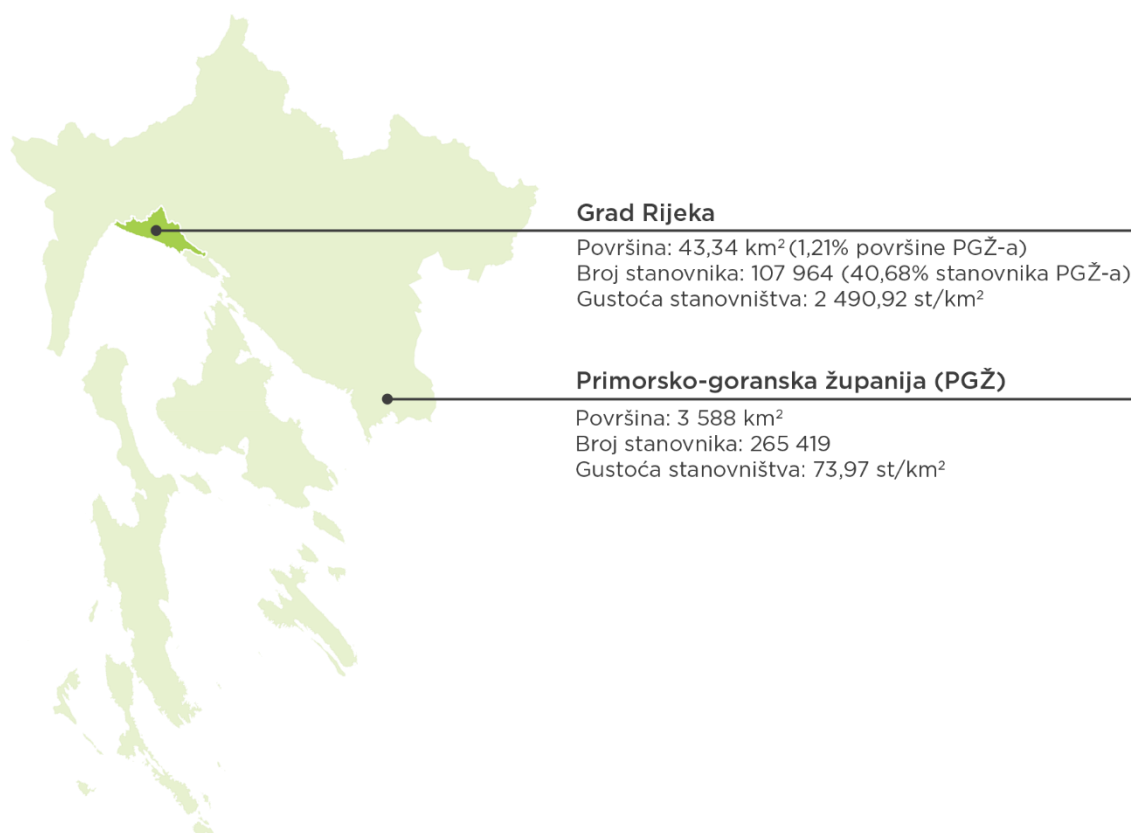 Grad Rijeka
Površina: 43,34 km² (1,21% površine PGŽ-a)
Broj stanovnika: 107 964 (40,68% stanovnika PGŽ-a)
Gustoća stanovništva: 2 490,92 st/km²
Primorsko-goranska županija (PGŽ)
Površina: 3 588 km²
Broj stanovnika: 265 419
Gustoća stanovništva: 73,97 st/km²